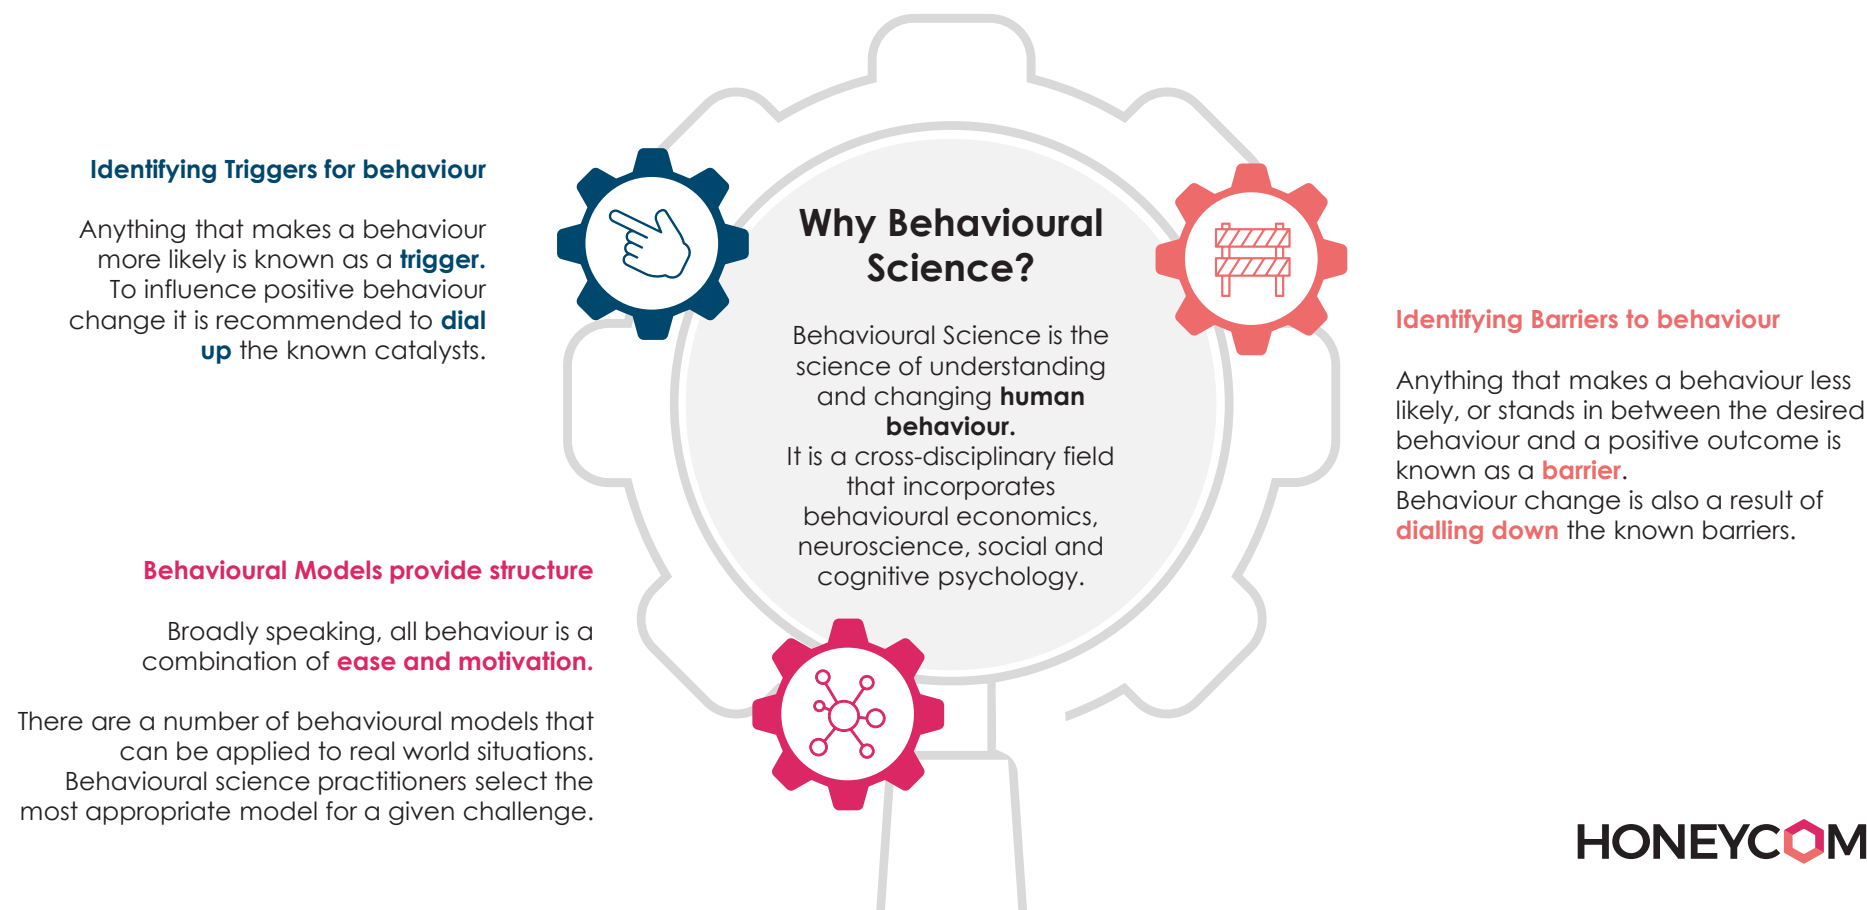 Identifying Triggers for behaviour
Anything that makes a behaviour
more likely is known as a trigger.
To influence positive behaviour
change it is recommended to dial
up the known catalysts.
Why Behavioural
Science?
Behavioural Science is the
science of understanding
and changing human
behaviour.
It is a cross-disciplinary field
that incorporates
behavioural economics,
neuroscience, social and
cognitive psychology.
Identifying Barriers to behaviour
Anything that makes a behaviour less
likely, or stands in between the desired
behaviour and a positive outcome is
known as a barrier.
Behaviour change is also a result of
dialling down the known barriers.
Behavioural Models provide structure
Broadly speaking, all behaviour is a
combination of ease and motivation.
There are a number of behavioural models that
can be applied to real world situations.
Behavioural science practitioners select the
most appropriate model for a given challenge.
HONEYCOM